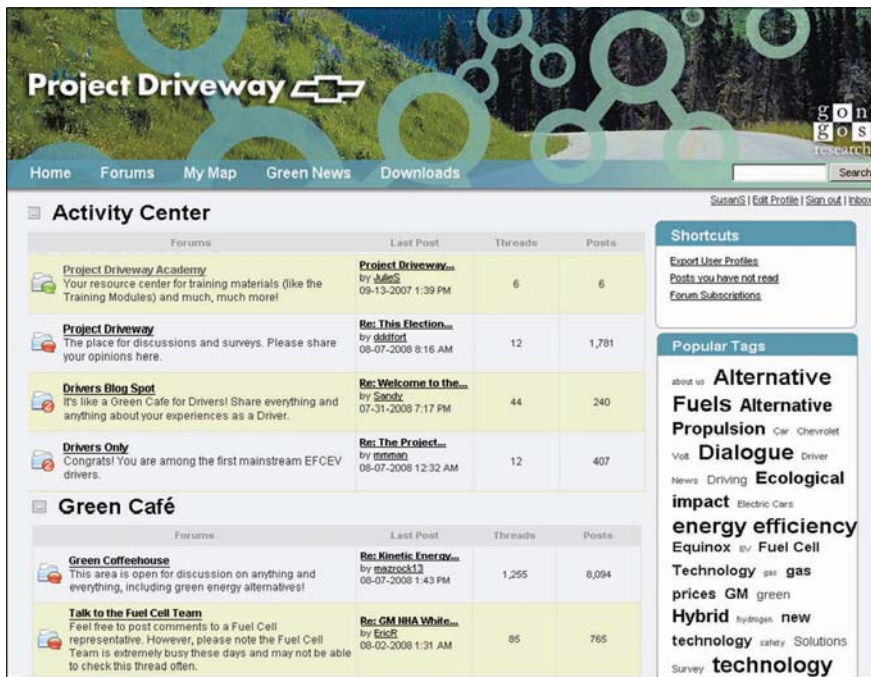 Project Driveway
gon
gos
research
Home Forums My Map Green News Downloads
Search
SusanS | Edit Profile | Sign out | Inbox
Activity Center
Forums Last Post Threads Posts
Project Driveway Academy
Your resource center for training materials (like the
Training Modules) and much, much more!
Project Driveway...
by JulieS
09-13-2007 1:39 PM
6 6
Project Driveway
The place for discussions and surveys. Please share
your opinions here.
Re: This Election...
by dddfort
08-07-2008 8:16 AM
12 1,781
Drivers Blog Spot
It's like a Green Cafe for Drivers! Share everything and
anything about your experiences as a Driver.
Re: Welcome to the...
by Sandy
07-31-2008 7:17 PM
44 240
Drivers Only
Congrats! You are among the first mainstream EFCEV
drivers.
Re: The Project...
by mmman
08-07-2008 12:32 AM
12 407
Green Café
Forums Last Post Threads Posts
Green Coffeehouse
This area is open for discussion on anything and
everything, including green energy alternatives!
Re: Kinetic Energy...
by mazrock13
08-07-2008 1:43 PM
1,255 8,094
Talk to the Fuel Cell Team
Feel free to post comments to a Fuel Cell
representative. However, please note the Fuel Cell
Team is extremely busy these days and may not be able
to check this thread often.
Re: GM NHA White...
by EricR
08-02-2008 1:31 AM
85 765
Shortcuts
Export User Profiles
Posts you have not read
Forum Subscriptions
Popular Tags
about us Alternative
Fuels Alternative
Propulsion Car Chevrolet
Volt Dialogue Driver
News Driving Ecological
impact Electric Cars
energy efficiency
Equinox EV Fuel Cell
Technology gas gas
prices GM green
Hybrid hydrogen new
technology safety Solutions
Survey technology